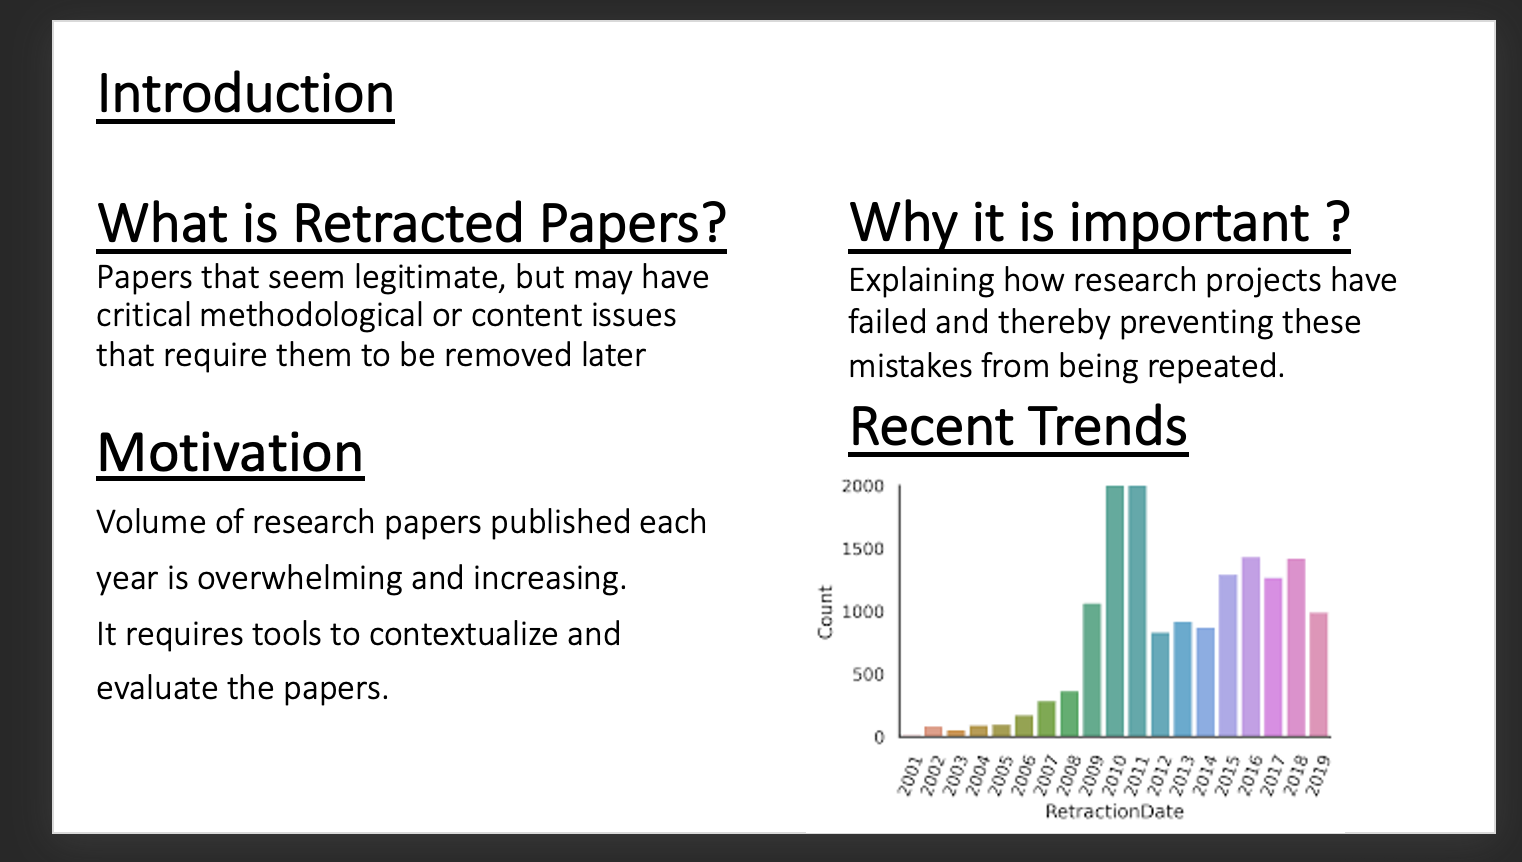 Introduction
What is Retracted Papers?
Papers that seem legitimate, but may have
critical methodological or content issues
that require them to be removed later
Motivation
Volume of research papers published each
year is overwhelming and increasing.
It requires tools to contextualize and
evaluate the papers.
Why it is important ?
Explaining how research projects have
failed and thereby preventing these
mistakes from being repeated.
Recent Trends
2000
1500
1000
500
0
Count
2001
2002
2003
2004
2005
2006
2007
2008
2009
2010
2011
2012
2013
2014
2015
2016
2017
2018
2019
RetractionDate